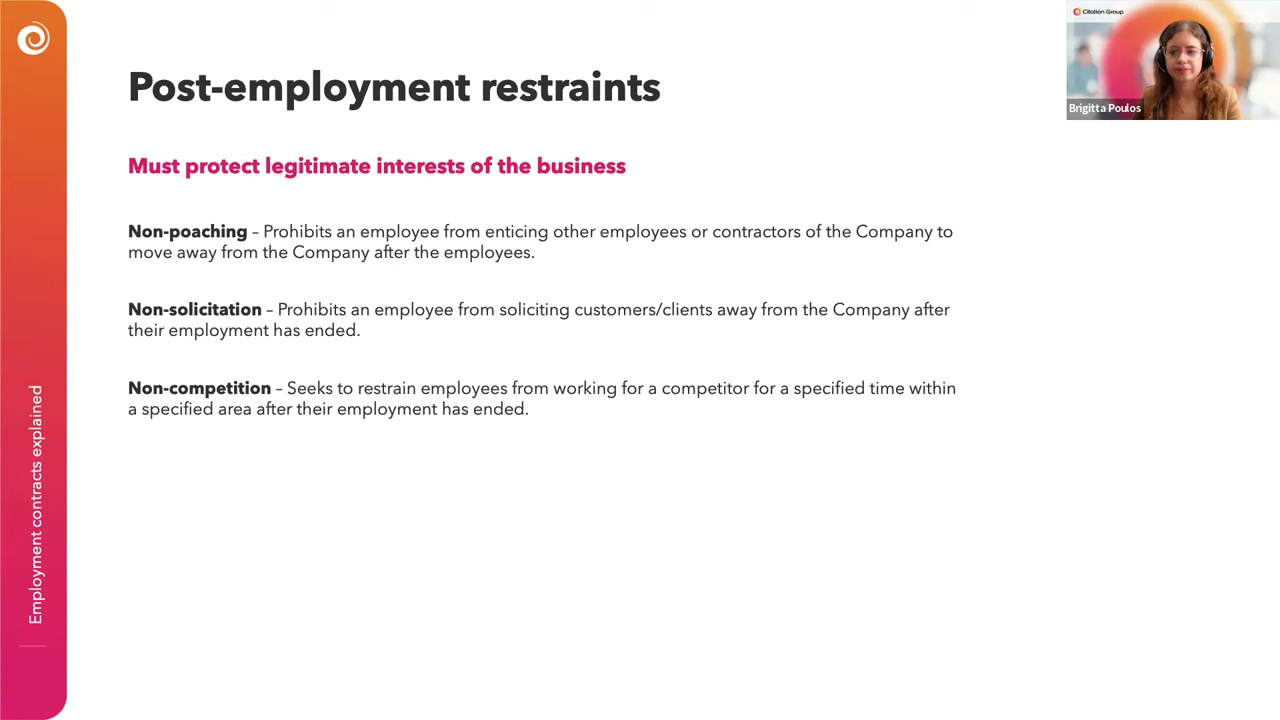 Post-employment restraints
Must protect legitimate interests of the business
Non-poaching – Prohibits an employee from enticing other employees or contractors of the Company to
move away from the Company after the employees.
Non-solicitation – Prohibits an employee from soliciting customers/clients away from the Company after
their employment has ended.
Non-competition – Seeks to restrain employees from working for a competitor for a specified time within
a specified area after their employment has ended.
Employment contracts explained
Citation Group
Brigitta Poulos